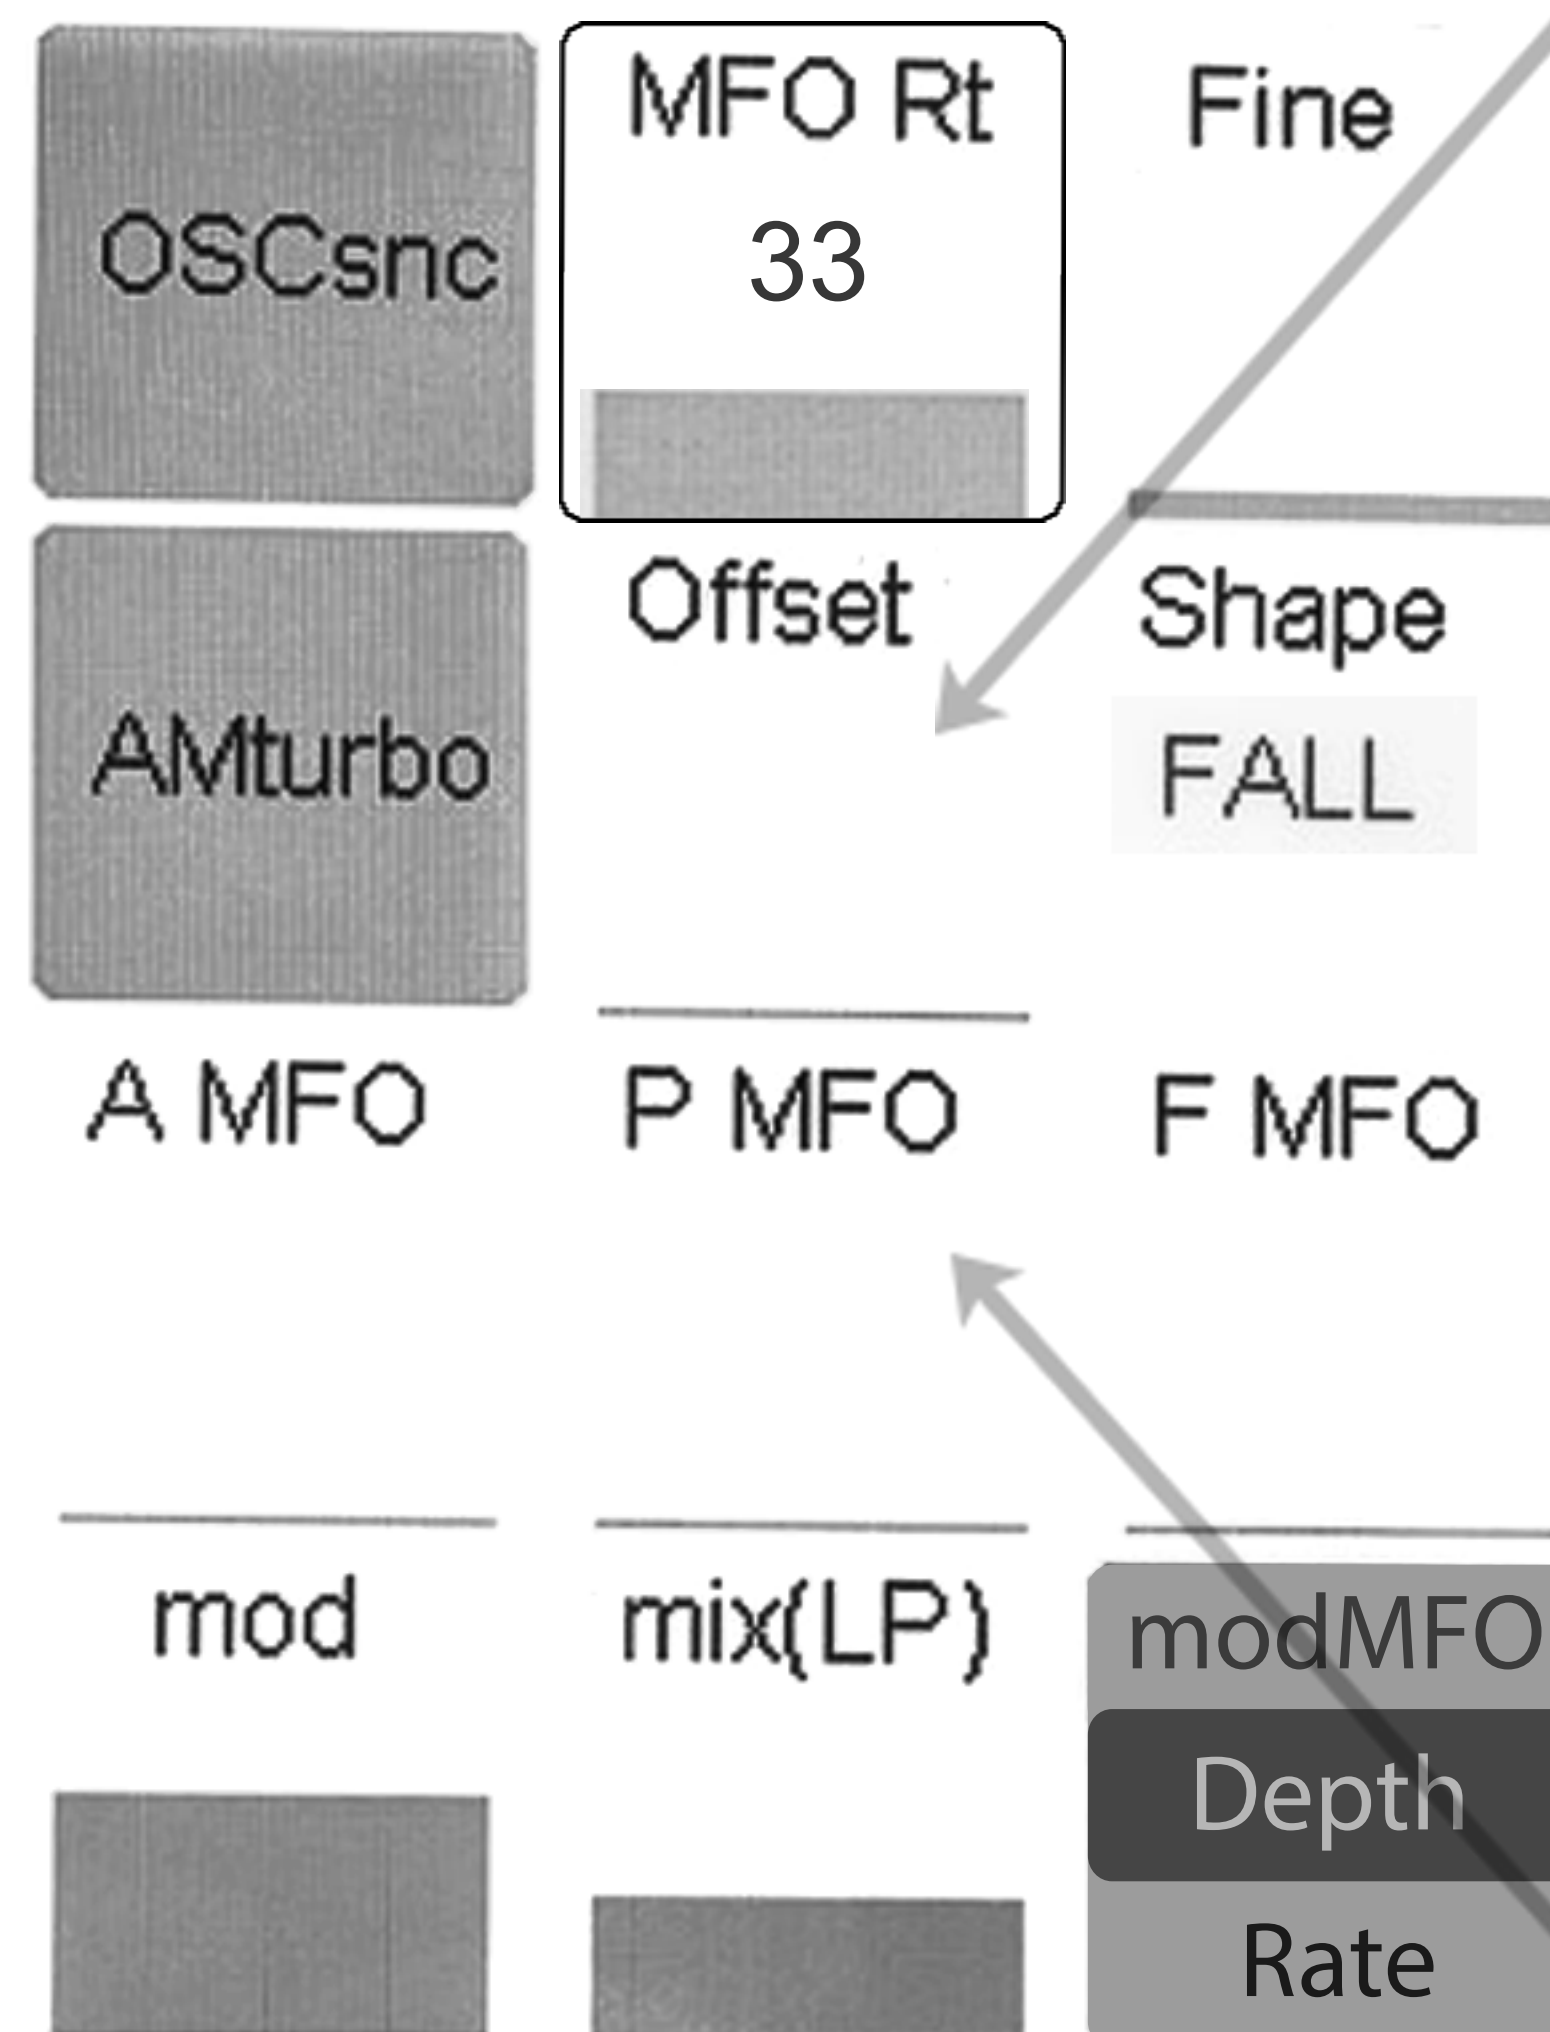 OSCsnc
MFO Rt
33
Fine
AMturbo
Offset
Shape
FALL
A MFO
P MFO
F MFO
mod
mix(LP)
modMFO
Depth
Rate